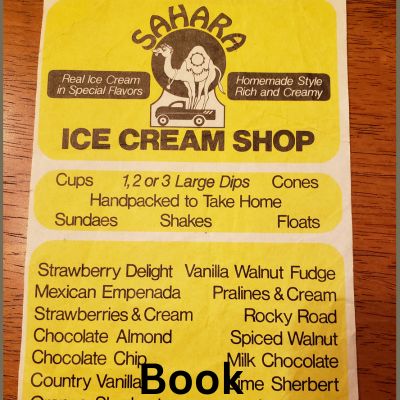 SAHARA
Real Ice Cream
in Special Flavors
Homemade Style
Rich and Creamy
ICE CREAM SHOP
Cups 1, 2 or 3 Large Dips Cones
Handpacked to Take Home
Sundaes Shakes Floats
Strawberry Delight Vanilla Walnut Fudge
Mexican Empenada Pralines & Cream
Strawberries & Cream Rocky Road
Chocolate Almond Spiced Walnut
Chocolate Chip Milk Chocolate
Country Vanilla Lime Sherbert
Book